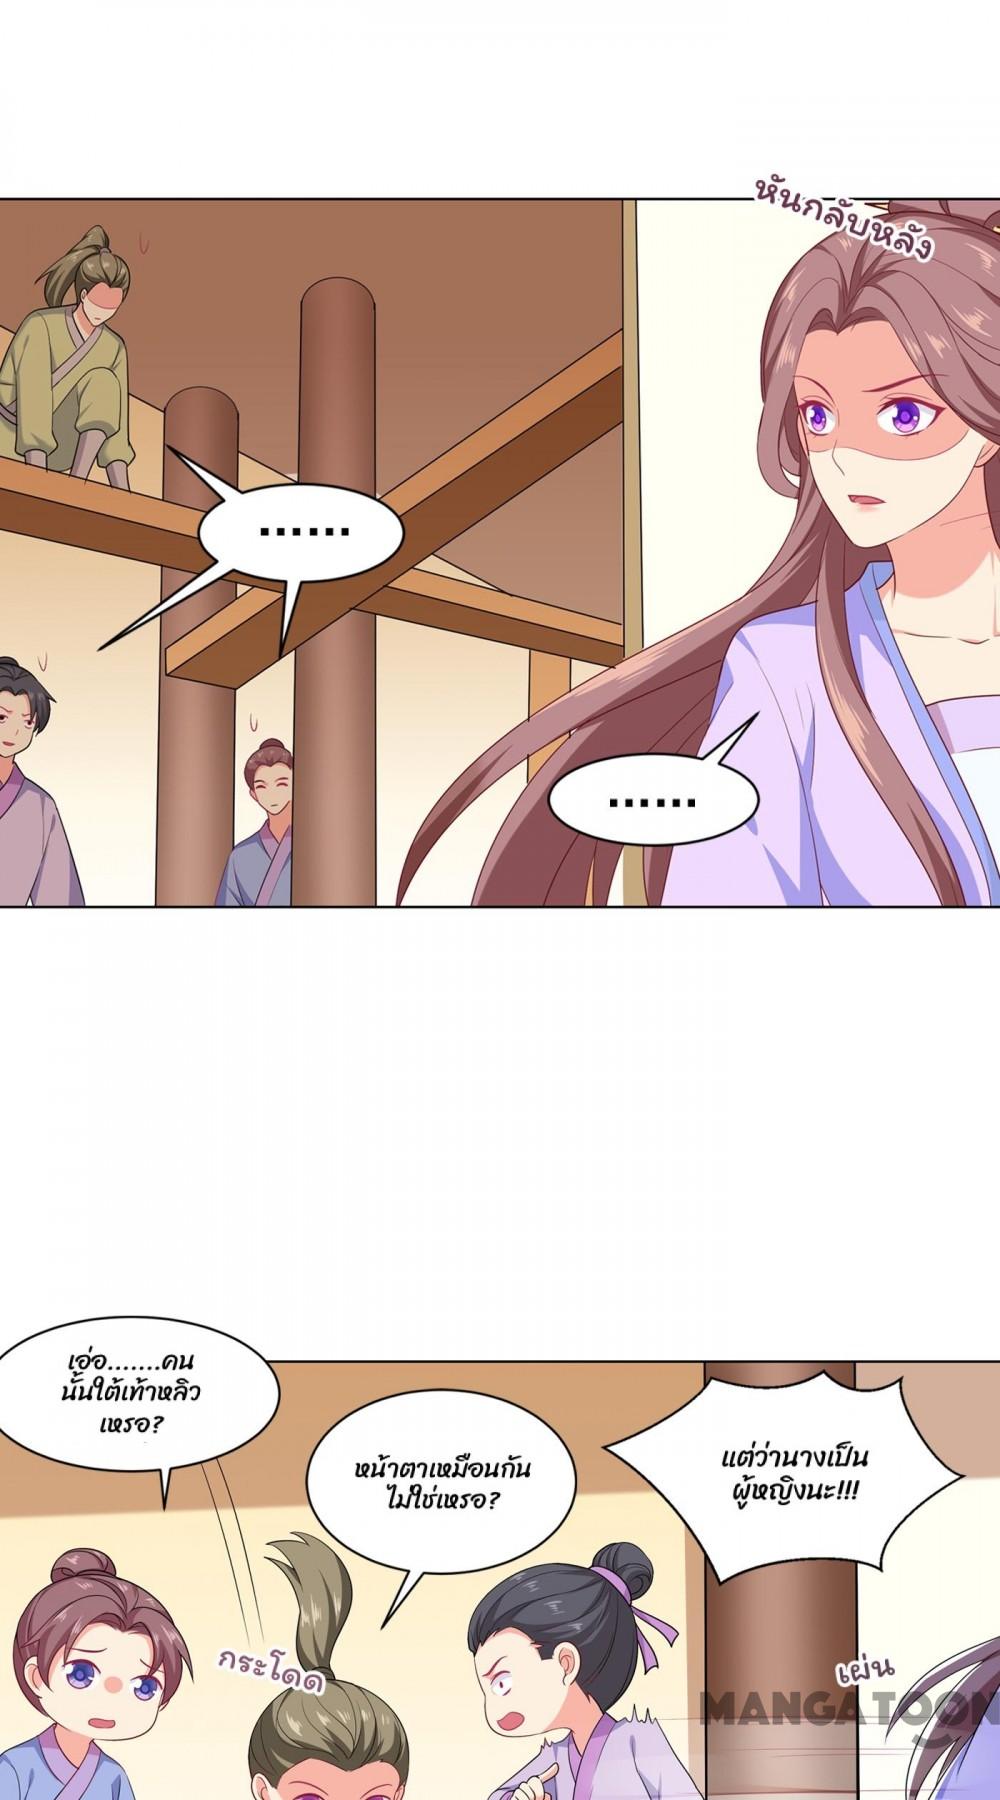 หันกลับหลัง
......
......
เอ่อ.......คน
นั้นใต้เท้าหลิว
เหรอ?
หน้าตาเหมือนกัน
ไม่ใช่เหรอ?
แต่ว่านางเป็น
ผู้หญิงนะ!!!
กระโดด
เผ่น
MANGATOON